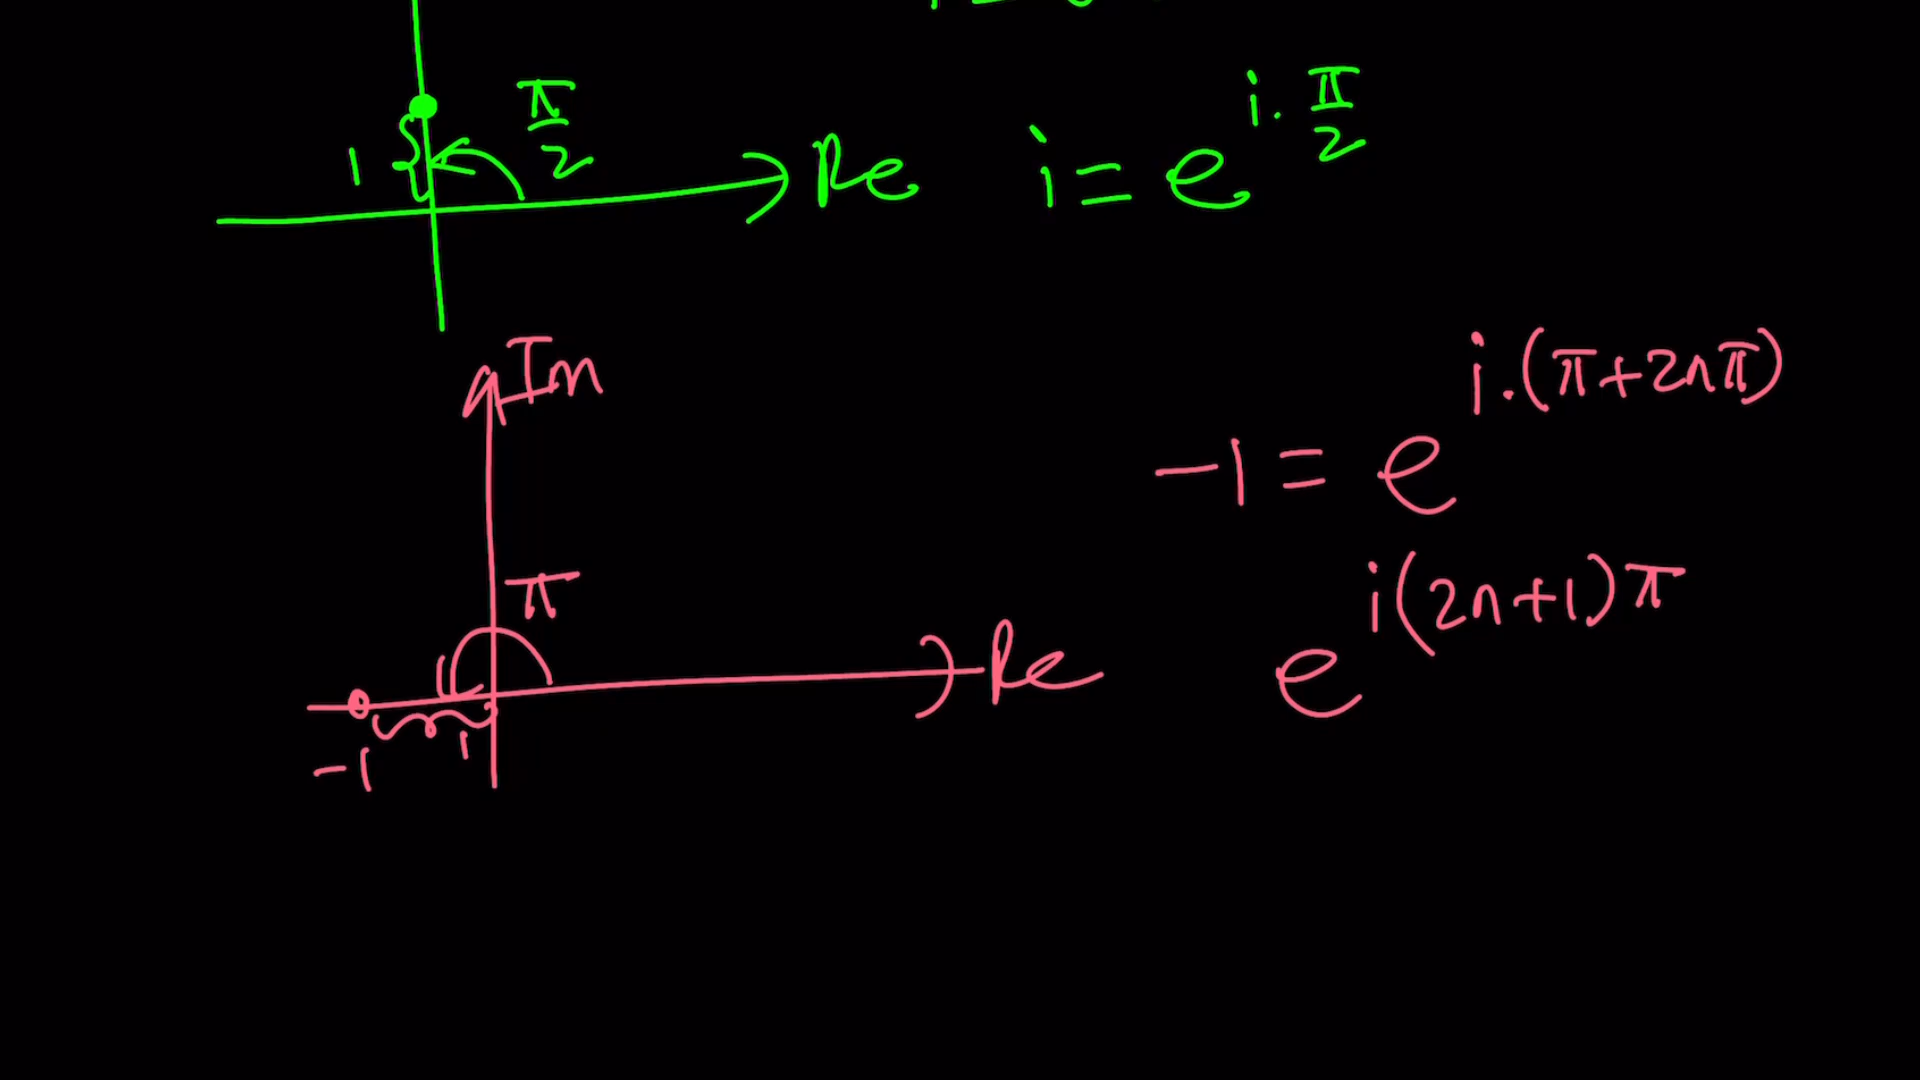 π/2
1
Re
i = e^{i·π/2}
Im
-1 = e^{i·(π+2nπ)}
π
e^{i(2n+1)π}
Re
1
-1